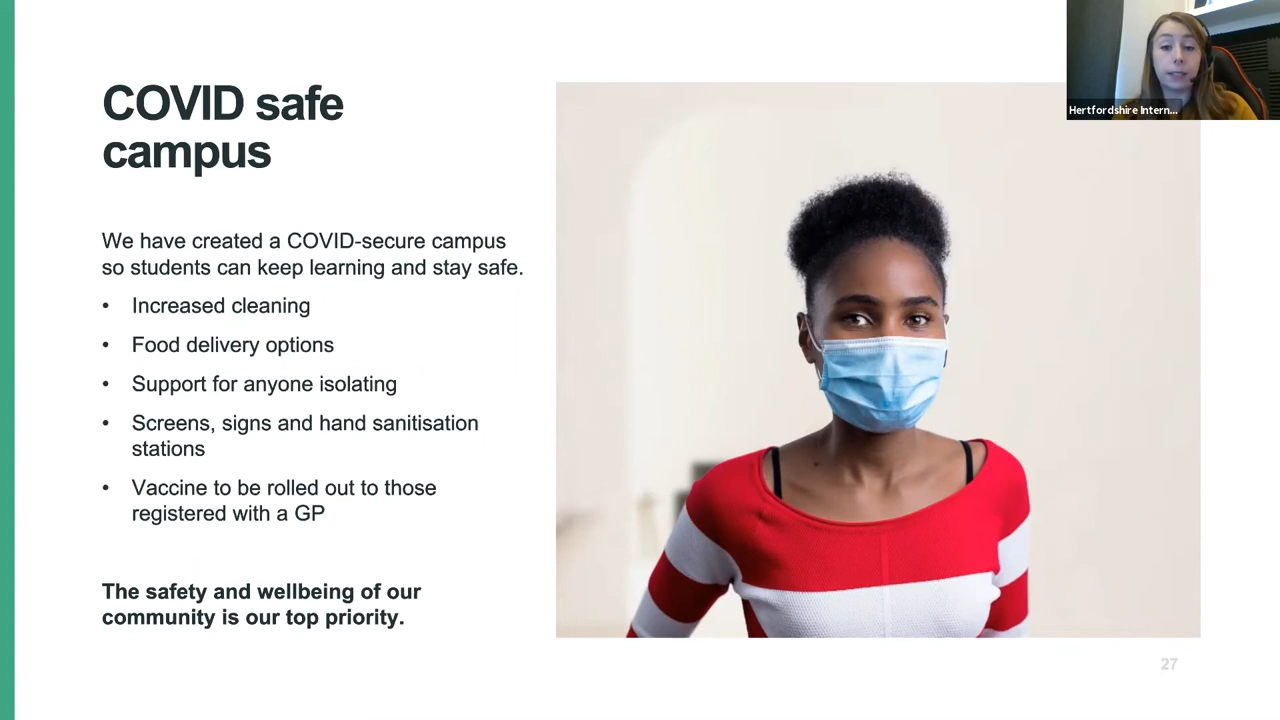 Hertfordshire Intern...
COVID safe
campus
We have created a COVID-secure campus
so students can keep learning and stay safe.
• Increased cleaning
• Food delivery options
• Support for anyone isolating
• Screens, signs and hand sanitisation
stations
• Vaccine to be rolled out to those
registered with a GP
The safety and wellbeing of our
community is our top priority.
27